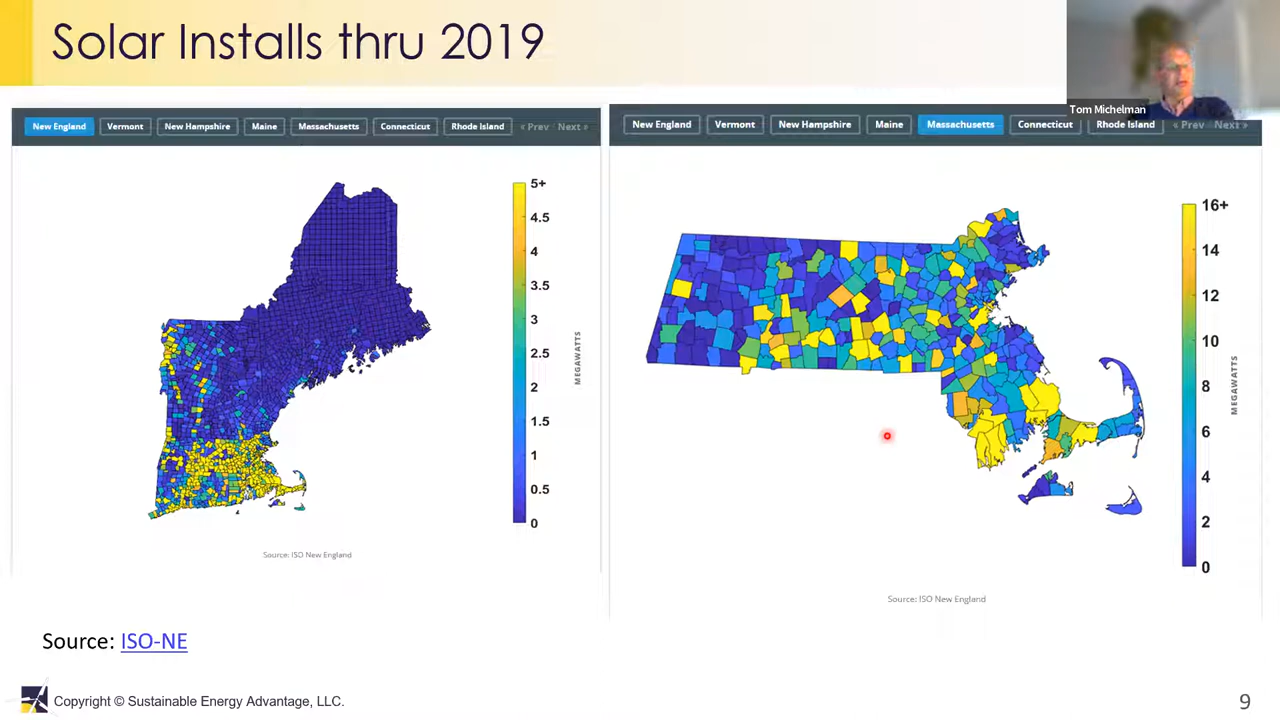 Solar Installs thru 2019
Tom Michelman
New England Vermont New Hampshire Maine Massachusetts Connecticut Rhode Island « Prev Next »
5+
4.5
4
3.5
3
2.5
2
1.5
1
0.5
0
MEGAWATTS
Source: ISO New England
New England Vermont New Hampshire Maine Massachusetts Connecticut Rhode Island « Prev Next »
16+
14
12
10
8
6
4
2
0
MEGAWATTS
Source: ISO New England
Source: ISO-NE
Copyright © Sustainable Energy Advantage, LLC.
9